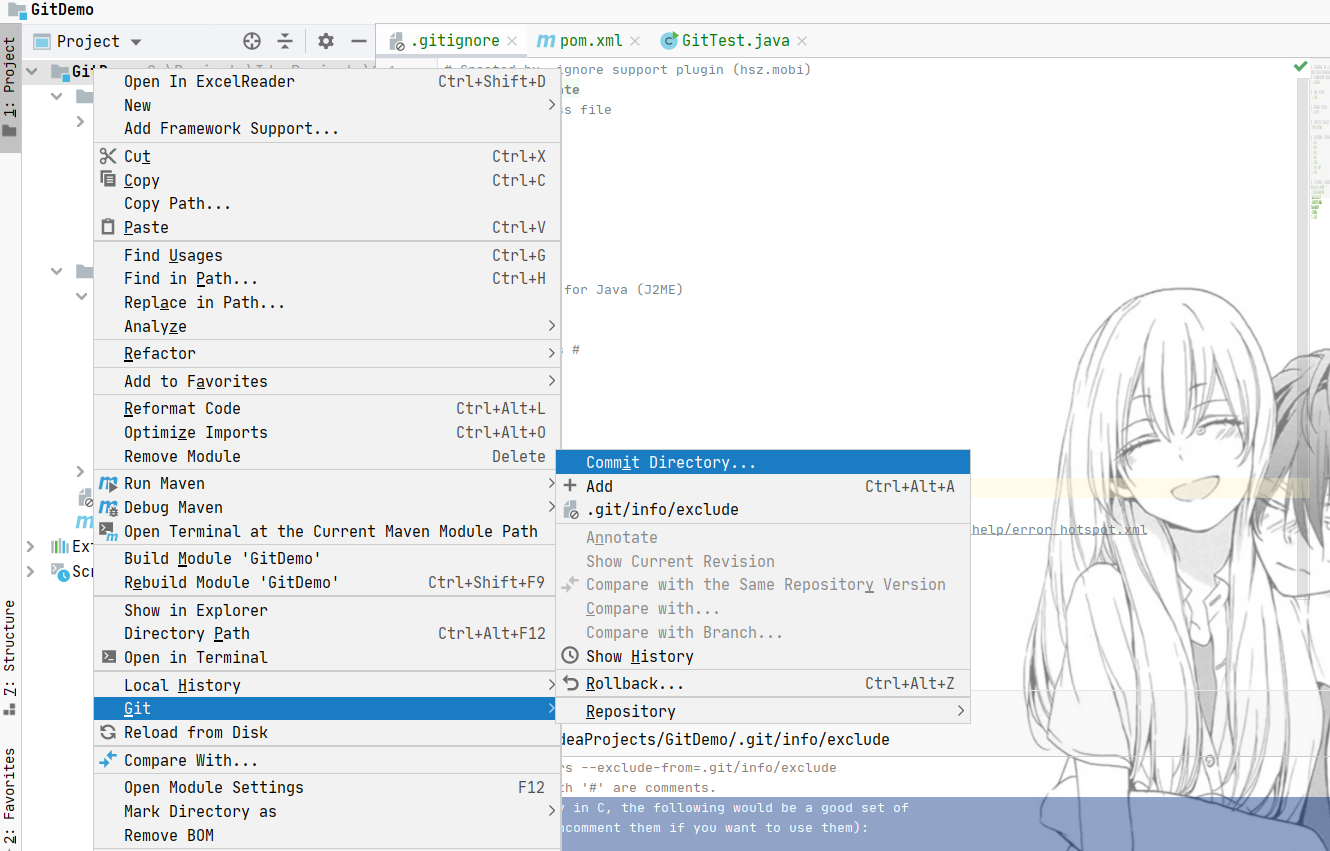 GitDemo
1: Project
Project
.gitignore
pom.xml
GitTest.java
# Created by .ignore support plugin (hsz.mobi)
Open In ExcelReader Ctrl+Shift+D
New
Add Framework Support...
Cut Ctrl+X
Copy Ctrl+C
Copy Path...
Paste Ctrl+V
Find Usages Ctrl+G
Find in Path... Ctrl+H
Replace in Path...
Analyze
for Java (J2ME)
Refactor
#
Add to Favorites
Reformat Code Ctrl+Alt+L
Optimize Imports Ctrl+Alt+O
Remove Module Delete
Run Maven
Debug Maven
Open Terminal at the Current Maven Module Path
Build Module 'GitDemo'
Rebuild Module 'GitDemo' Ctrl+Shift+F9
Show in Explorer
Directory Path Ctrl+Alt+F12
Open in Terminal
Local History
Git
Reload from Disk
Compare With...
Open Module Settings F12
Mark Directory as
Remove BOM
Commit Directory...
Add Ctrl+Alt+A
.git/info/exclude
Annotate
Show Current Revision
Compare with the Same Repository Version
Compare with...
Compare with Branch...
Show History
Rollback... Ctrl+Alt+Z
Repository
help/error_hotspot.xml
deaProjects/GitDemo/.git/info/exclude
--exclude-from=.git/info/exclude
'#' are comments.
in C, the following would be a good set of
ncomment them if you want to use them):
Z: Structure
2: Favorites